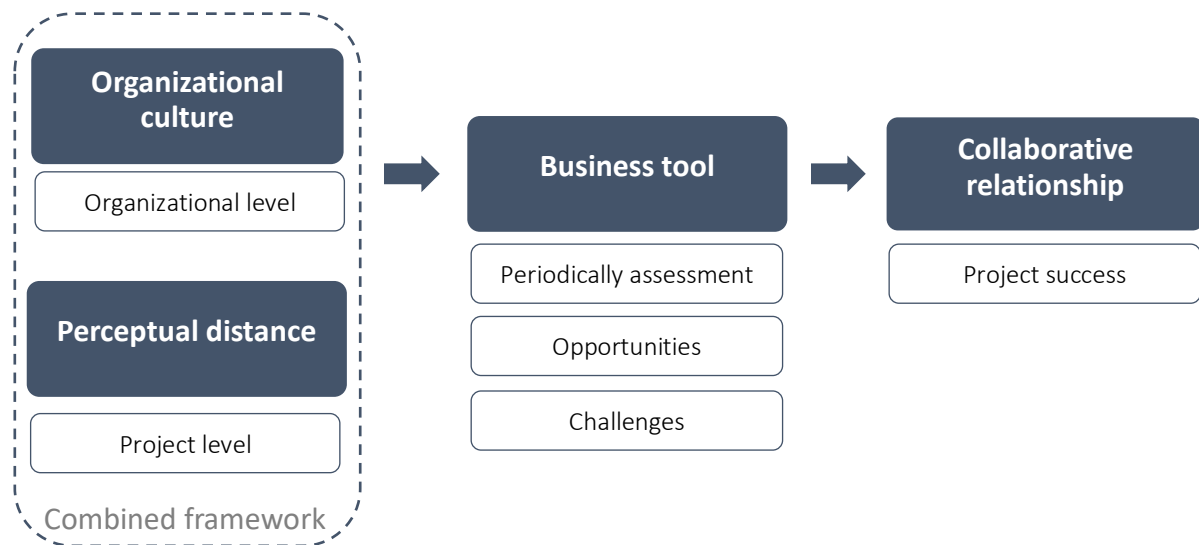 Organizational
culture
Organizational level
Perceptual distance
Project level
Combined framework
Business tool
Periodically assessment
Opportunities
Challenges
Collaborative
relationship
Project success